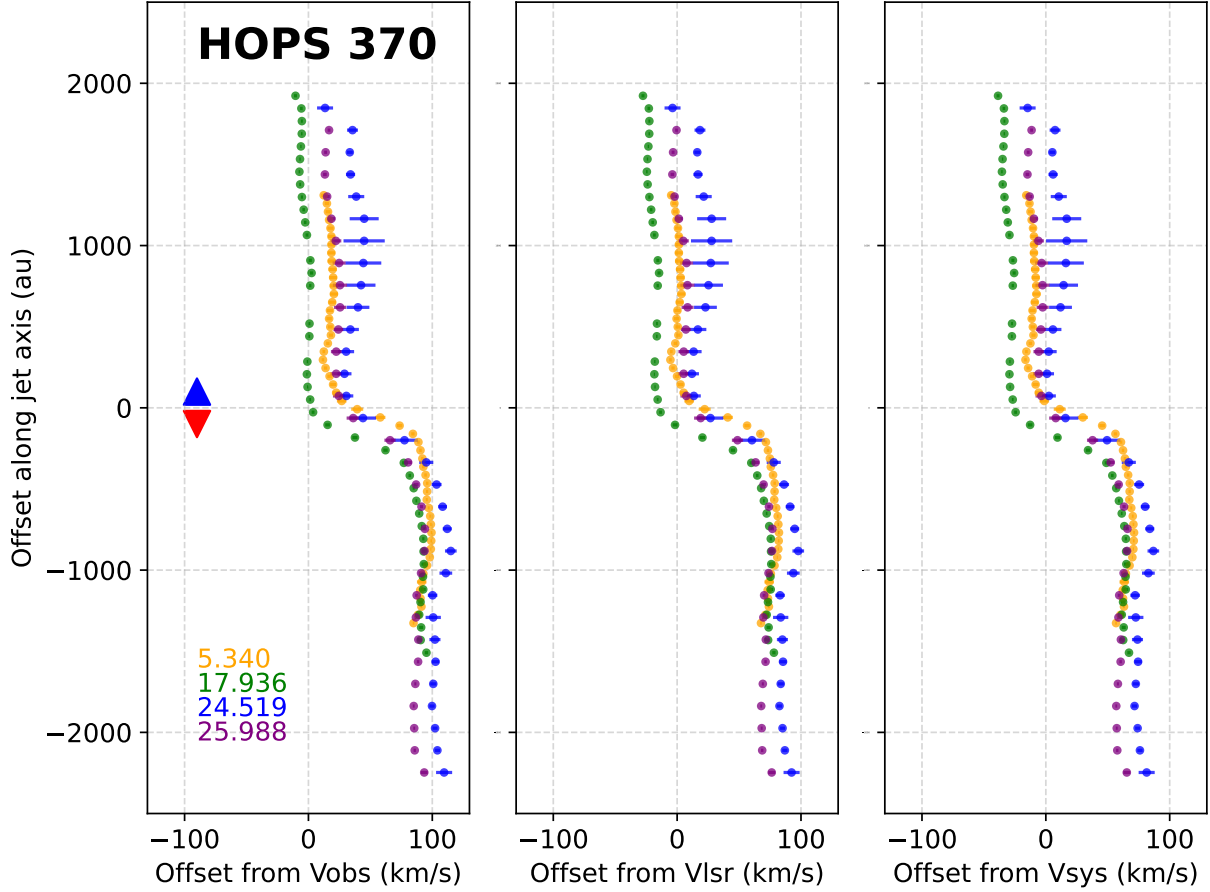 HOPS 370
Offset along jet axis (au)
2000
1000
0
−1000
−2000
5.340
17.936
24.519
25.988
−100 0 100
−100 0 100
−100 0 100
Offset from Vobs (km/s)
Offset from Vlsr (km/s)
Offset from Vsys (km/s)